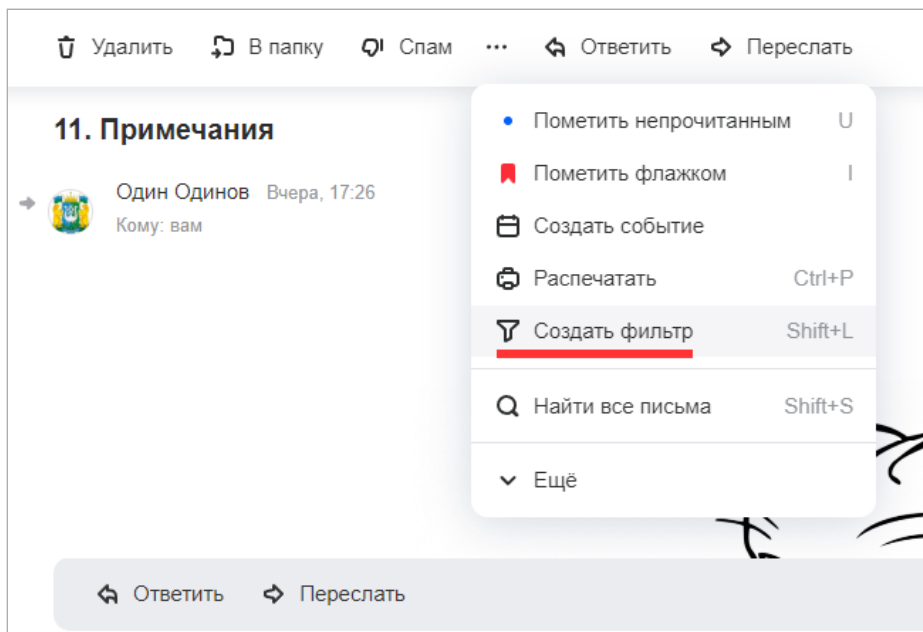 Удалить В папку Спам ... Ответить Переслать
11. Примечания
Один Одинов Вчера, 17:26
Кому: вам
Пометить непрочитанным U
Пометить флажком I
Создать событие
Распечатать Ctrl+P
Создать фильтр Shift+L
Найти все письма Shift+S
Ещё
Ответить Переслать